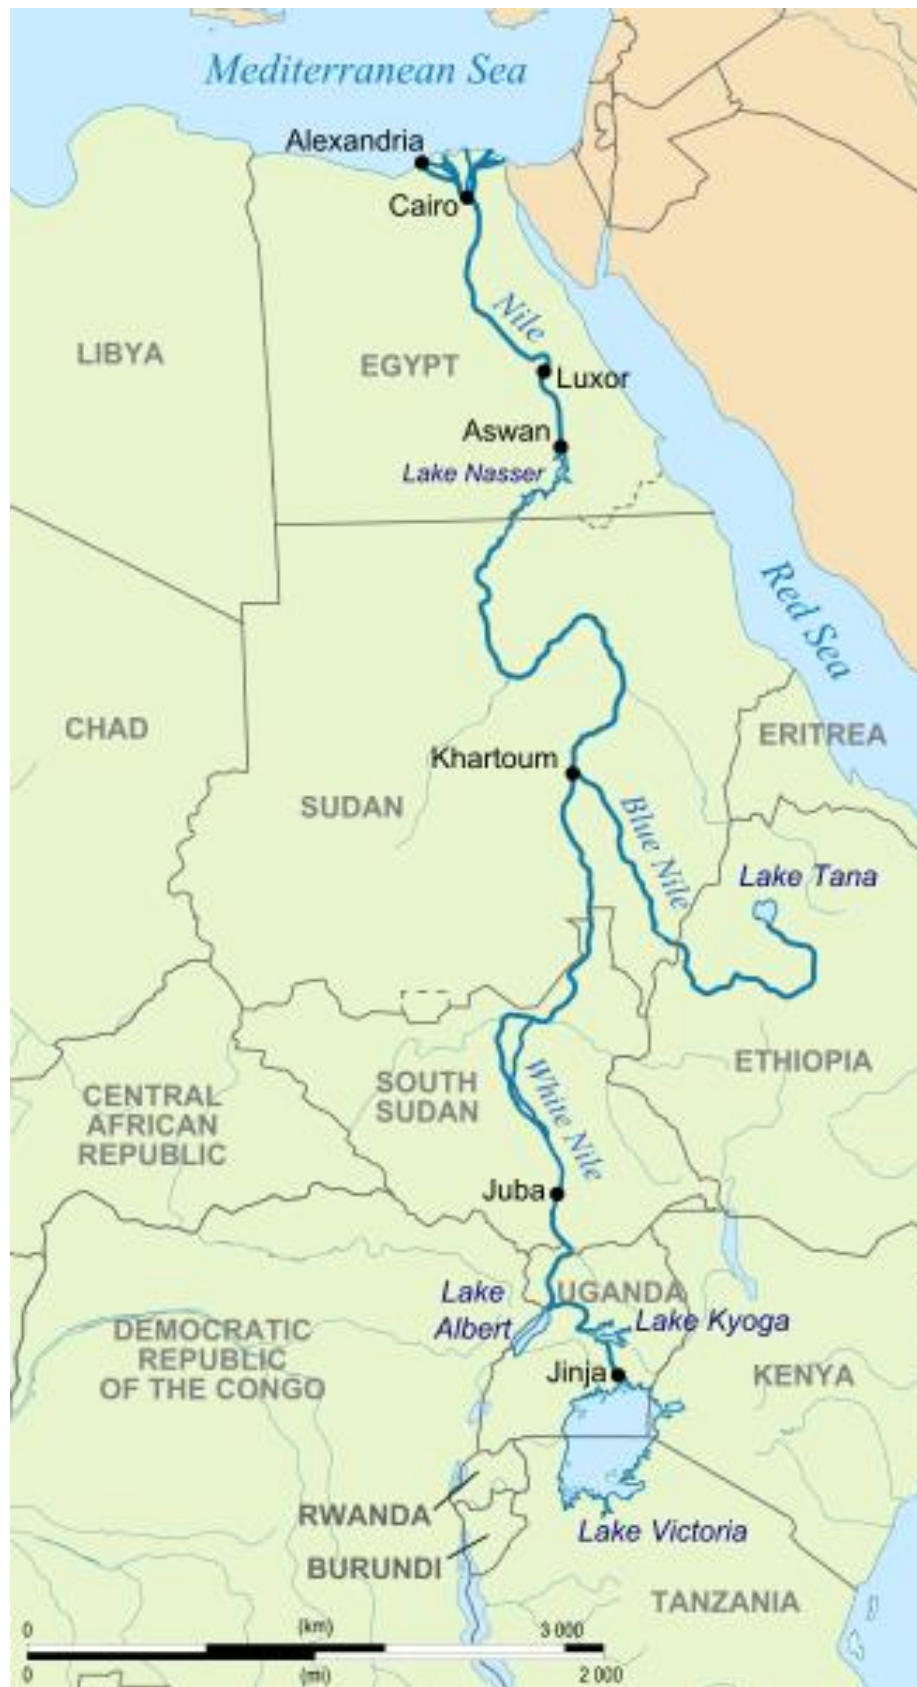 Mediterranean Sea
Alexandria
Cairo
Nile
LIBYA
EGYPT
Luxor
Aswan
Lake Nasser
Red Sea
CHAD
ERITREA
Khartoum
SUDAN
Blue Nile
Lake Tana
ETHIOPIA
SOUTH
SUDAN
CENTRAL
AFRICAN
REPUBLIC
White Nile
Juba
UGANDA
Lake
Albert
Lake Kyoga
DEMOCRATIC
REPUBLIC
OF THE CONGO
Jinja
KENYA
RWANDA
Lake Victoria
BURUNDI
TANZANIA
0 (km) 3 000
0 (mi) 2 000